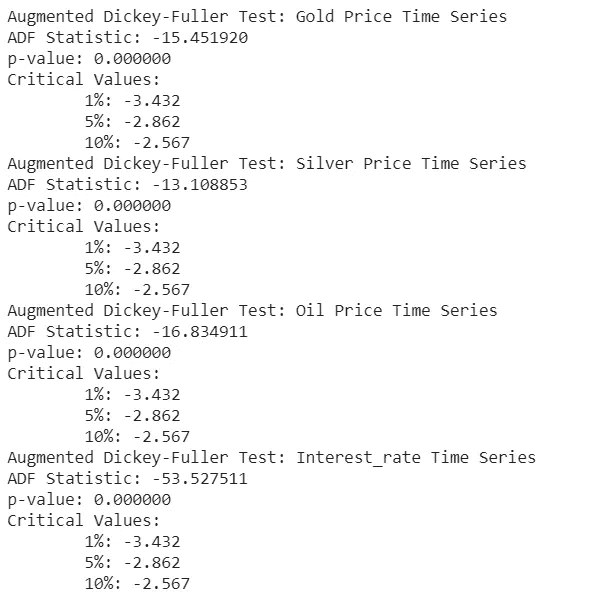 Augmented Dickey-Fuller Test: Gold Price Time Series
ADF Statistic: -15.451920
p-value: 0.000000
Critical Values:
	1%: -3.432
	5%: -2.862
	10%: -2.567
Augmented Dickey-Fuller Test: Silver Price Time Series
ADF Statistic: -13.108853
p-value: 0.000000
Critical Values:
	1%: -3.432
	5%: -2.862
	10%: -2.567
Augmented Dickey-Fuller Test: Oil Price Time Series
ADF Statistic: -16.834911
p-value: 0.000000
Critical Values:
	1%: -3.432
	5%: -2.862
	10%: -2.567
Augmented Dickey-Fuller Test: Interest_rate Time Series
ADF Statistic: -53.527511
p-value: 0.000000
Critical Values:
	1%: -3.432
	5%: -2.862
	10%: -2.567